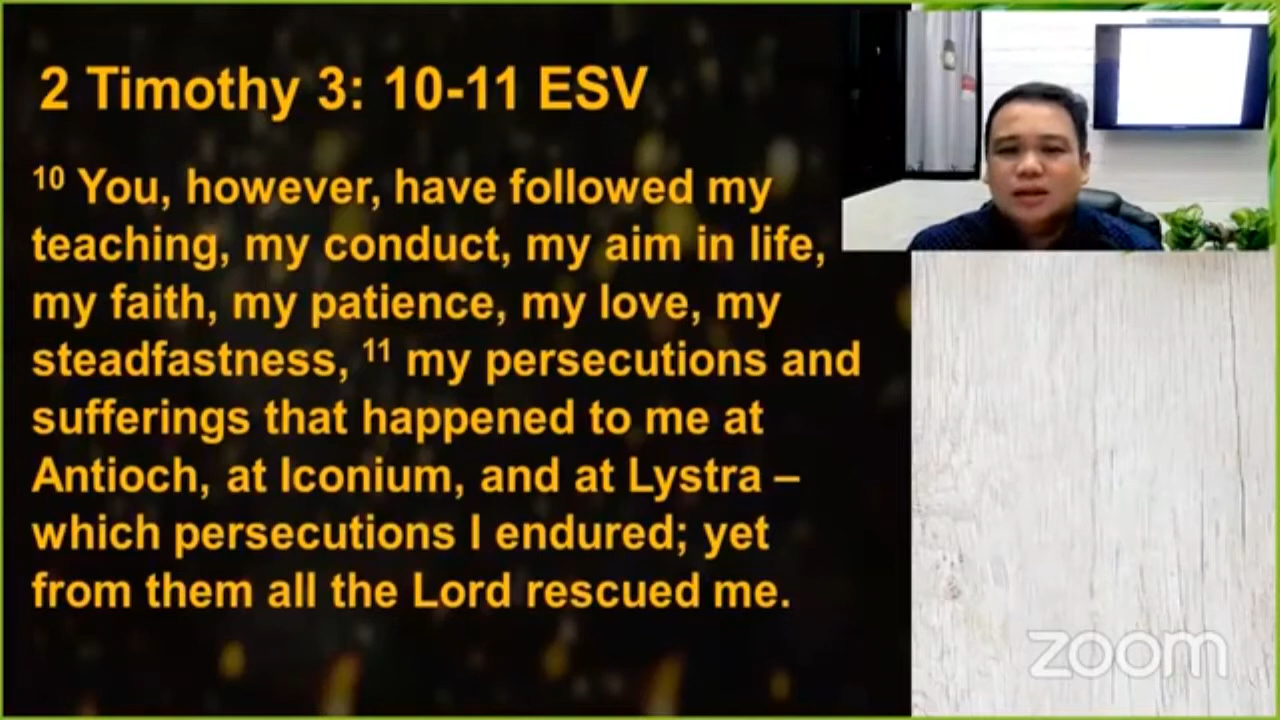 2 Timothy 3: 10-11 ESV
10 You, however, have followed my
teaching, my conduct, my aim in life,
my faith, my patience, my love, my
steadfastness, 11 my persecutions and
sufferings that happened to me at
Antioch, at Iconium, and at Lystra –
which persecutions I endured; yet
from them all the Lord rescued me.
zoom